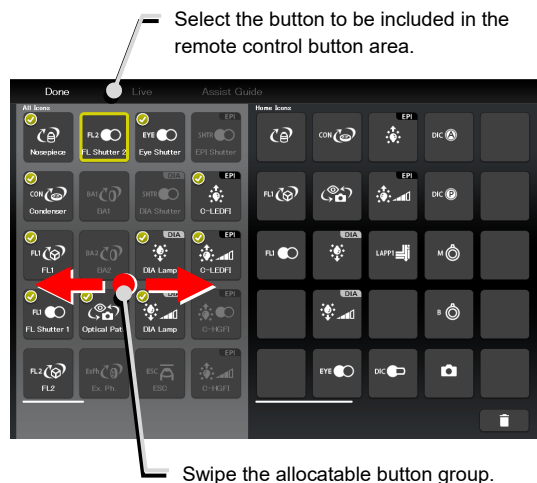 Select the button to be included in the
remote control button area.
Done Live Assist Guide
All Icons Home Icons
Nosepiece
FL2
FL Shutter 2
EYE
Eye Shutter
EPI
SHTR
EPI Shutter
CON
Condenser
BA1
BA1
DIA
SHTR
DIA Shutter
EPI
C-LEDFI
FL1
FL1
BA2
BA2
DIA
DIA Lamp
EPI
C-LEDFI
FL1
FL Shutter 1
Optical Pat
DIA
DIA Lamp
EPI
C-HGFI
FL2
FL2
ExPh
Ex. Ph.
ESC
ESC
EPI
C-HGFI
CON
EPI
DIC A
FL1
EPI
DIC P
FL1
DIA
LAPP1
M
DIA
B
EYE
DIC
Swipe the allocatable button group.